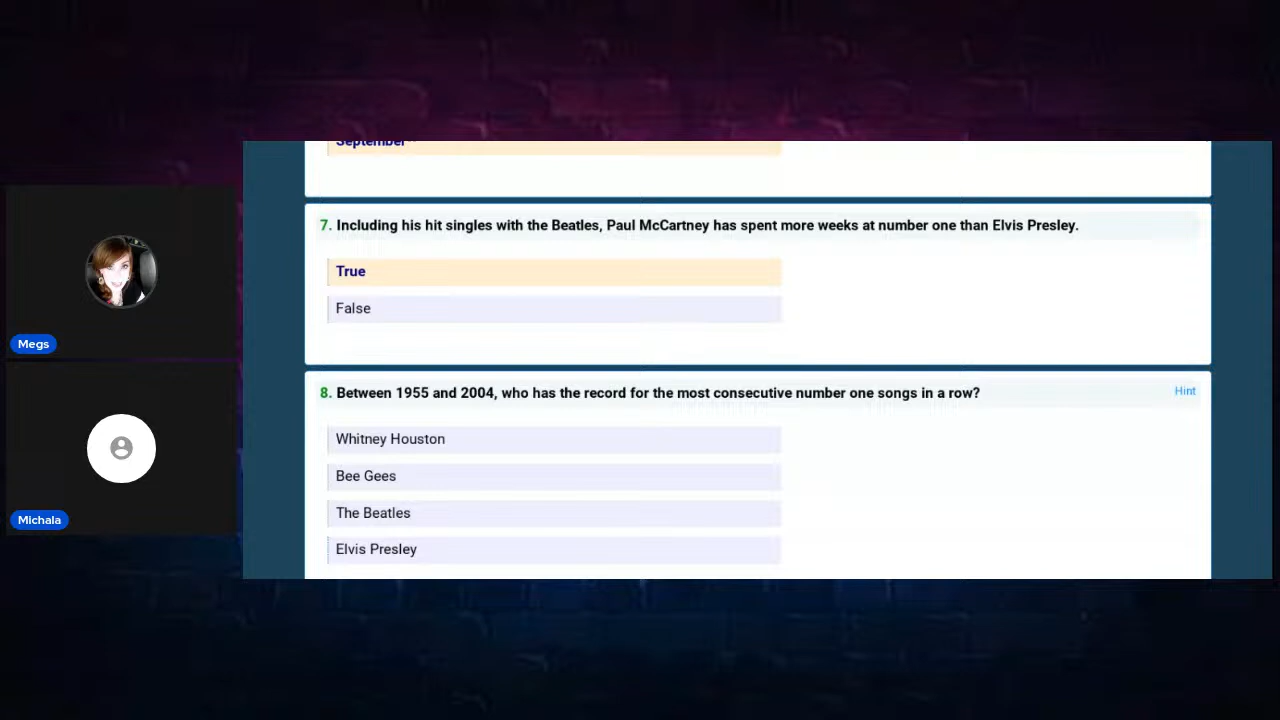 September
7. Including his hit singles with the Beatles, Paul McCartney has spent more weeks at number one than Elvis Presley.
True
False
Megs
8. Between 1955 and 2004, who has the record for the most consecutive number one songs in a row?
Hint
Whitney Houston
Bee Gees
The Beatles
Elvis Presley
Michala